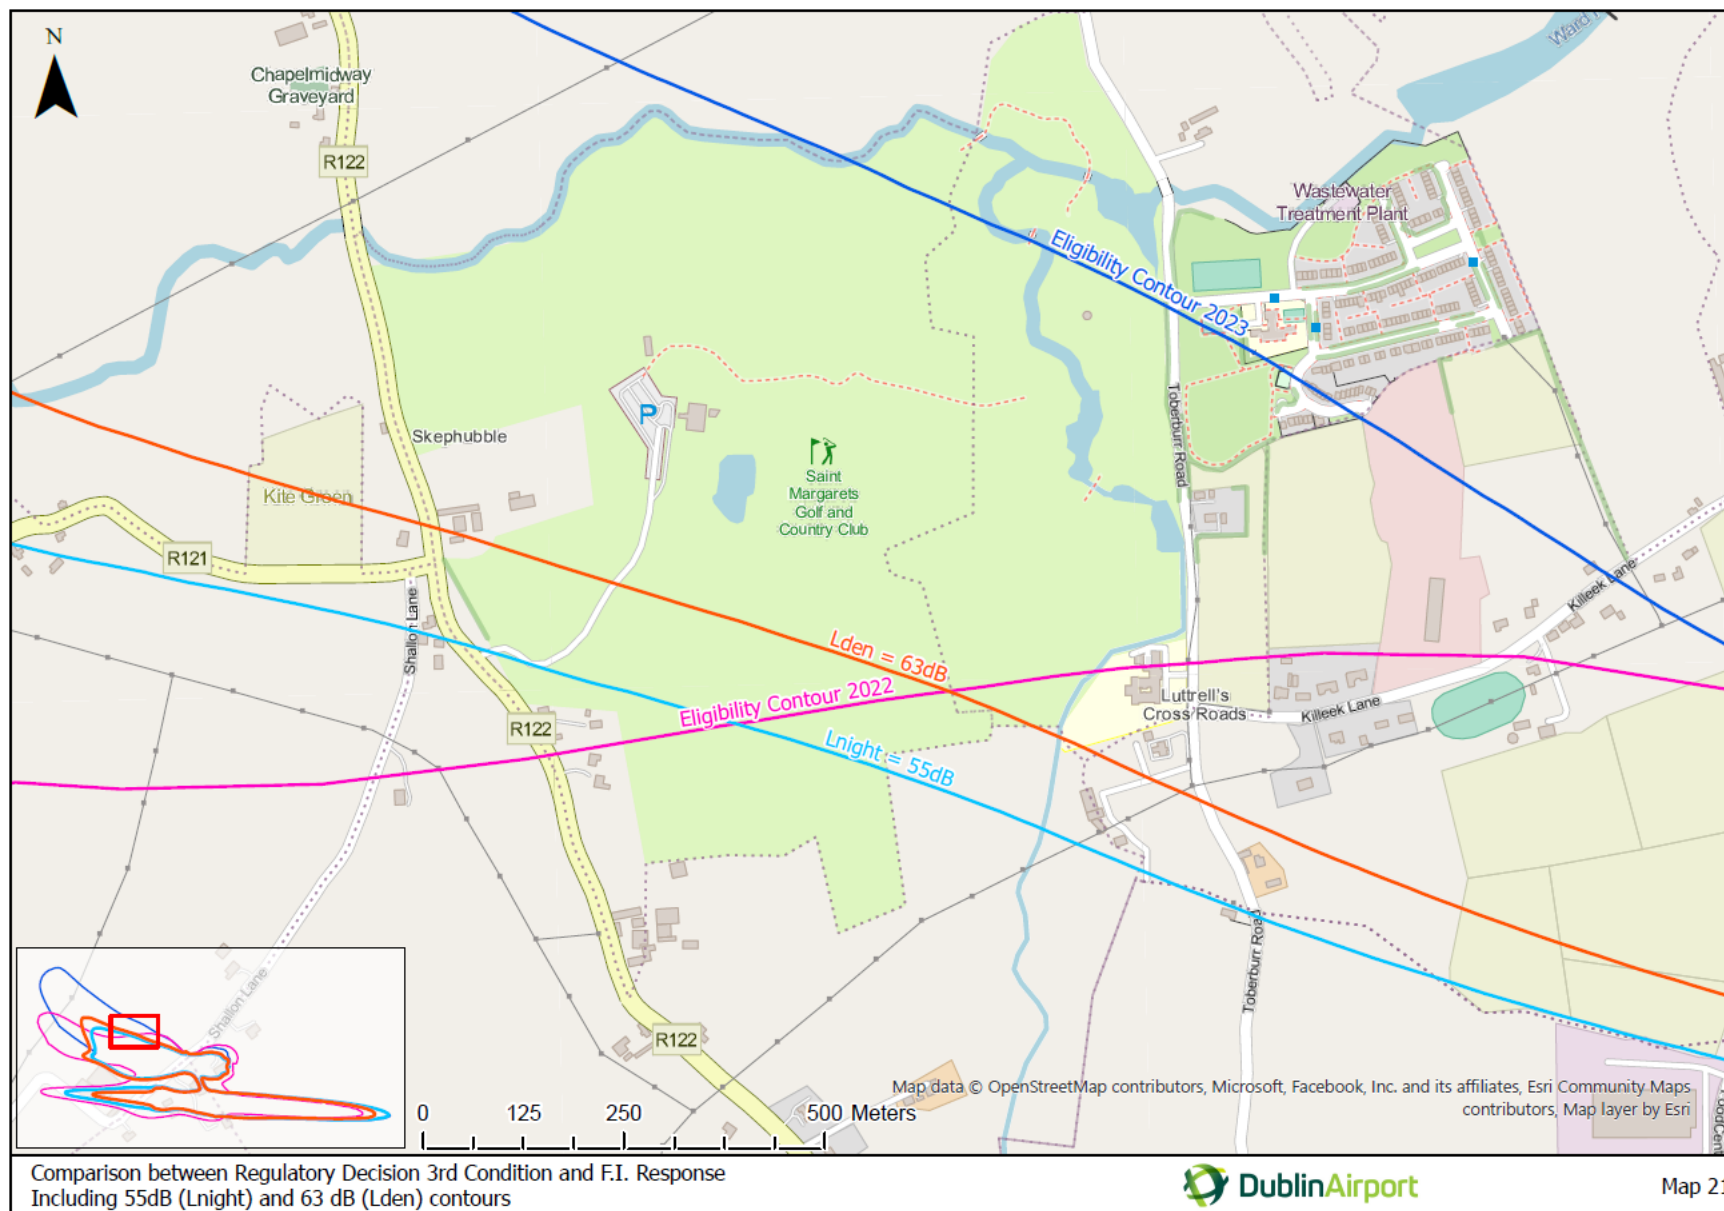 N
Chapelmidway
Graveyard
R122
Ward
Wastewater
Treatment Plant
Eligibility Contour 2023
Toberburr Road
P
Skephubble
Saint
Margarets
Golf and
Country Club
Kite Green
R121
Shallon Lane
Killeek Lane
Lden = 63dB
Eligibility Contour 2022
Luttrell's
Cross Roads
Killeek Lane
R122
Lnight = 55dB
Toberburr Road
Shallon Lane
R122
Map data © OpenStreetMap contributors, Microsoft, Facebook, Inc. and its affiliates, Esri Community Maps
contributors, Map layer by Esri
0 125 250 500 Meters
Comparison between Regulatory Decision 3rd Condition and F.I. Response
Including 55dB (Lnight) and 63 dB (Lden) contours
DublinAirport
Map 21